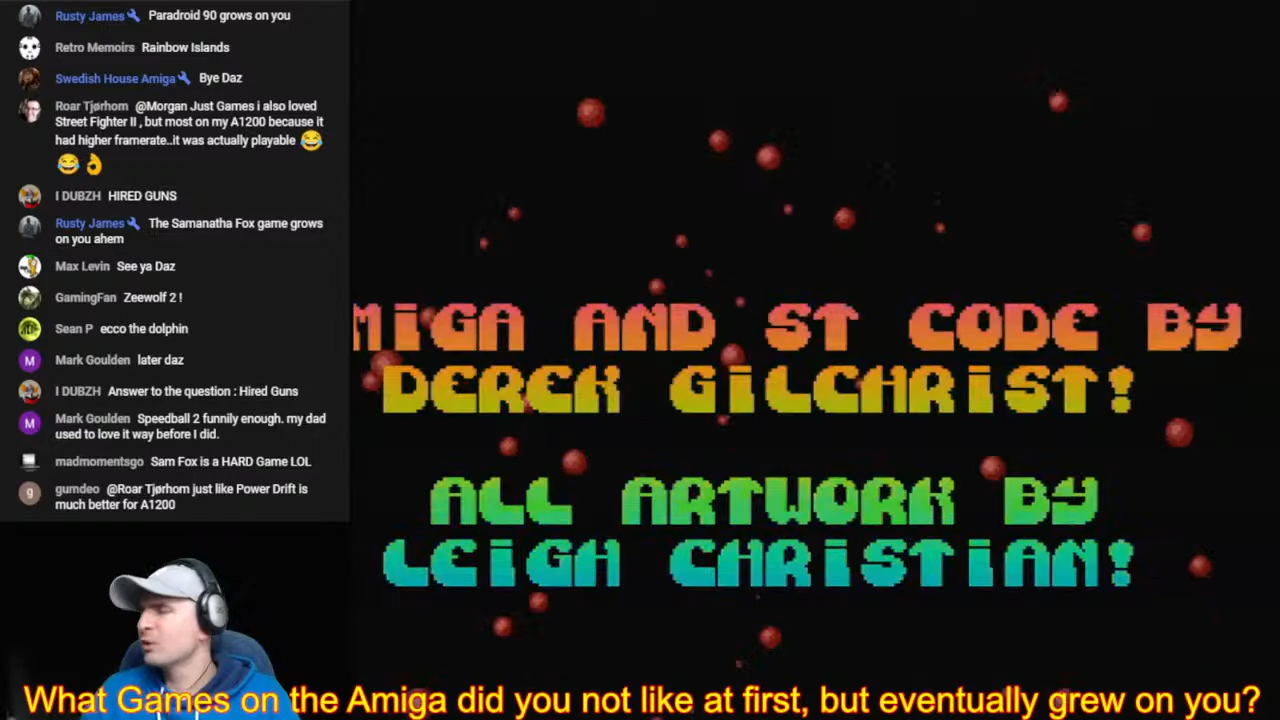 Rusty James Paradroid 90 grows on you
Retro Memoirs Rainbow Islands
Swedish House Amiga Bye Daz
Roar Tjørhom @Morgan Just Games i also loved
Street Fighter II , but most on my A1200 because it
had higher framerate..it was actually playable 😂
😂 👌
I DUBZH HIRED GUNS
Rusty James The Samanatha Fox game grows
on you ahem
Max Levin See ya Daz
GamingFan Zeewolf 2 !
Sean P ecco the dolphin
M Mark Goulden later daz
I DUBZH Answer to the question : Hired Guns
M Mark Goulden Speedball 2 funnily enough. my dad
used to love it way before I did.
madmomentsgo Sam Fox is a HARD Game LOL
g gumdeo @Roar Tjørhom just like Power Drift is
much better for A1200
MiGA AND ST CODE BY
DEREK GiLCHRiST!
ALL ARTWORK BY
LEiGH CHRiSTiAN!
What Games on the Amiga did you not like at first, but eventually grew on you?